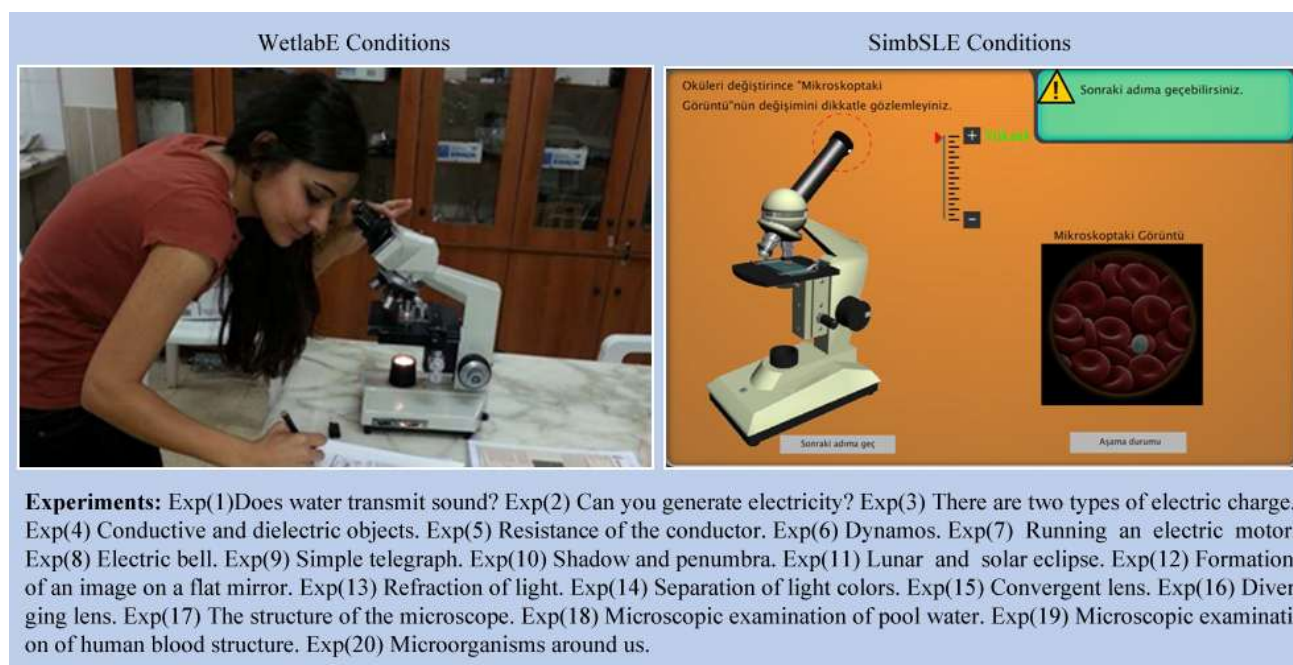 WetlabE Conditions
SimbSLE Conditions
Oküleri değiştirince "Mikroskoptaki
Görüntü"nün değişimini dikkatle gözlemleyiniz.
Sonraki adıma geçebilirsiniz.
Mikroskoptaki Görüntü
Sonraki adıma geç
Aşama durumu
Experiments: Exp(1)Does water transmit sound? Exp(2) Can you generate electricity? Exp(3) There are two types of electric charge.
Exp(4) Conductive and dielectric objects. Exp(5) Resistance of the conductor. Exp(6) Dynamos. Exp(7) Running an electric motor
Exp(8) Electric bell. Exp(9) Simple telegraph. Exp(10) Shadow and penumbra. Exp(11) Lunar and solar eclipse. Exp(12) Formation
of an image on a flat mirror. Exp(13) Refraction of light. Exp(14) Separation of light colors. Exp(15) Convergent lens. Exp(16) Diver
ging lens. Exp(17) The structure of the microscope. Exp(18) Microscopic examination of pool water. Exp(19) Microscopic examinati
on of human blood structure. Exp(20) Microorganisms around us.